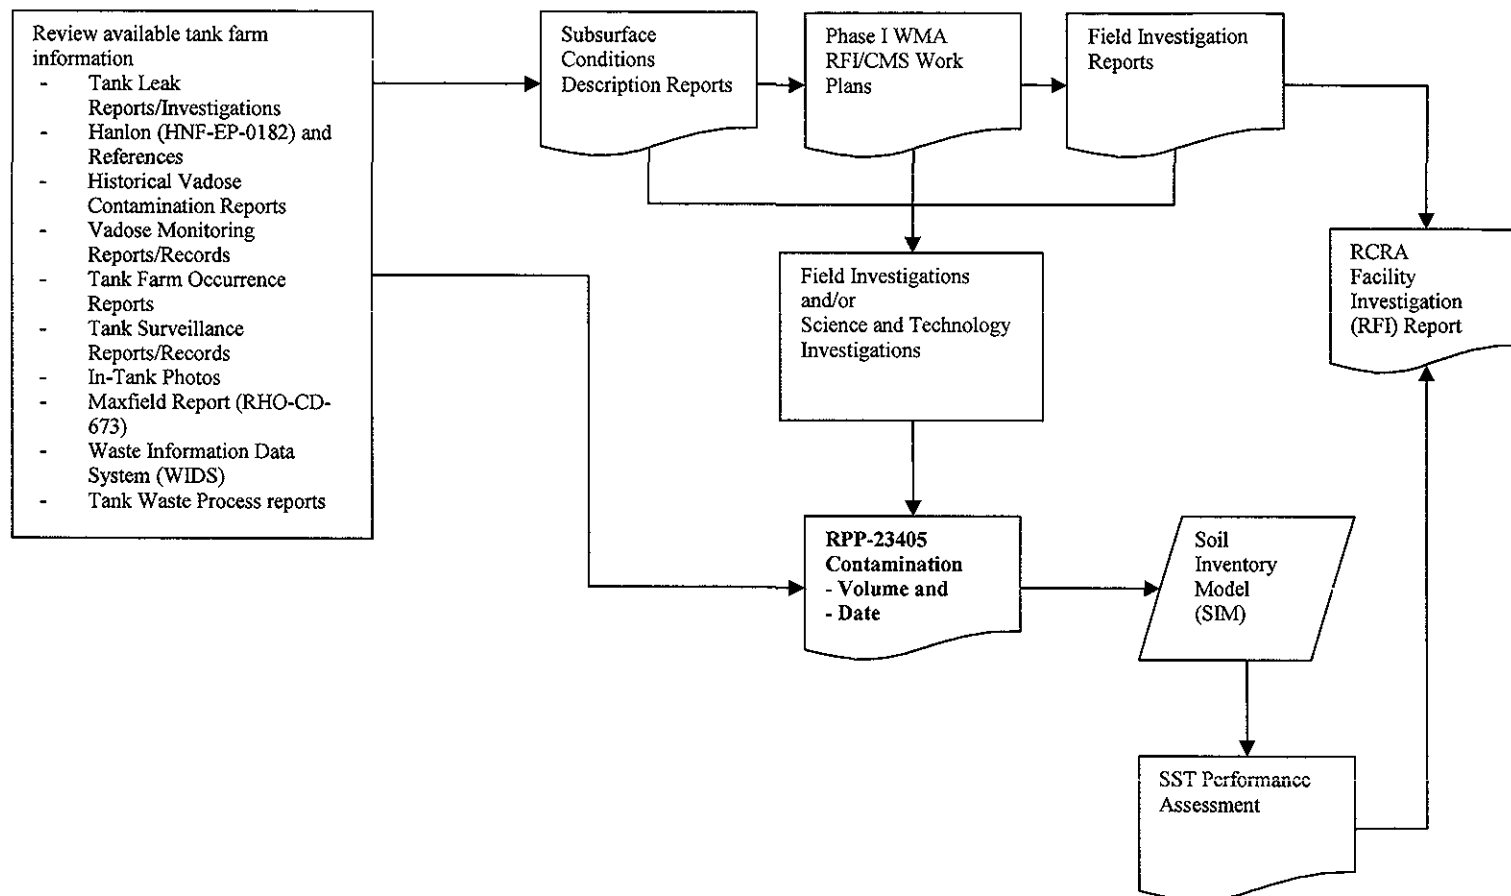 Review available tank farm
information
- Tank Leak
Reports/Investigations
- Hanlon (HNF-EP-0182) and
References
- Historical Vadose
Contamination Reports
- Vadose Monitoring
Reports/Records
- Tank Farm Occurrence
Reports
- Tank Surveillance
Reports/Records
- In-Tank Photos
- Maxfield Report (RHO-CD-
673)
- Waste Information Data
System (WIDS)
- Tank Waste Process reports
Subsurface
Conditions
Description Reports
Phase I WMA
RFI/CMS Work
Plans
Field Investigation
Reports
RCRA
Facility
Investigation
(RFI) Report
Field Investigations
and/or
Science and Technology
Investigations
RPP-23405
Contamination
- Volume and
- Date
Soil
Inventory
Model
(SIM)
SST Performance
Assessment